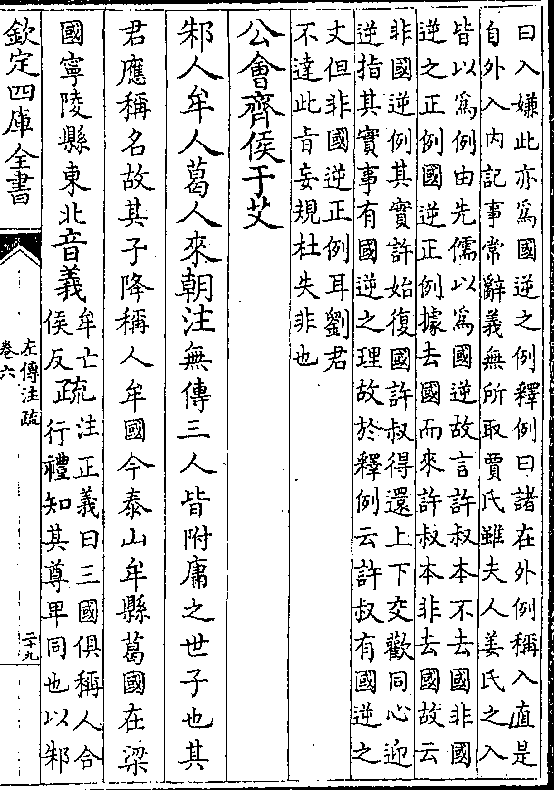 曰入嫌此亦為國逆之例釋例曰諸在外例稱入直是
自外入內記事常辭義無所取賈氏雖夫人姜氏之入
皆以為例由先儒以為國逆故言許叔本不去國非國
逆之正例國逆正例據去國而來許叔本非去國故云
非國逆例其實許始復國許叔得還上下交歡同心迎
逆指其實事有國逆之理故於釋例云許叔有國逆之
文但非國逆正例耳劉君
不達此旨妄規杜失非也
公會齊侯于艾
邾人牟人葛人來朝注無傳三人皆附庸之世子也其
君應稱名故其子降稱人牟國今泰山牟縣葛國在梁
國寧陵縣東北音義
牟亡疏注正義曰三國俱稱人合
侯反疏行禮知其尊卑同也以邾
欽定四庫全書
左傳注疏
卷六
二十九